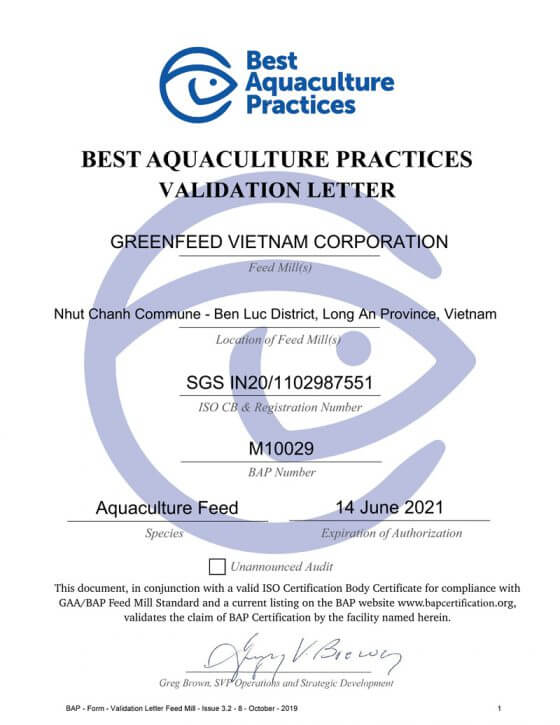 Best
Aquaculture
Practices
BEST AQUACULTURE PRACTICES
VALIDATION LETTER
GREENFEED VIETNAM CORPORATION
Feed Mill(s)
Nhut Chanh Commune - Ben Luc District, Long An Province, Vietnam
Location of Feed Mill(s)
SGS IN20/1102987551
ISO CB & Registration Number
M10029
BAP Number
Aquaculture Feed 14 June 2021
Species Expiration of Authorization
Unannounced Audit
This document, in conjunction with a valid ISO Certification Body Certificate for compliance with
GAA/BAP Feed Mill Standard and a current listing on the BAP website www.bapcertification.org,
validates the claim of BAP Certification by the facility named herein.
Gregory V. Brown
Greg Brown, SVP Operations and Strategic Development
BAP - Form - Validation Letter Feed Mill - Issue 3.2 - 8 - October - 2019 1